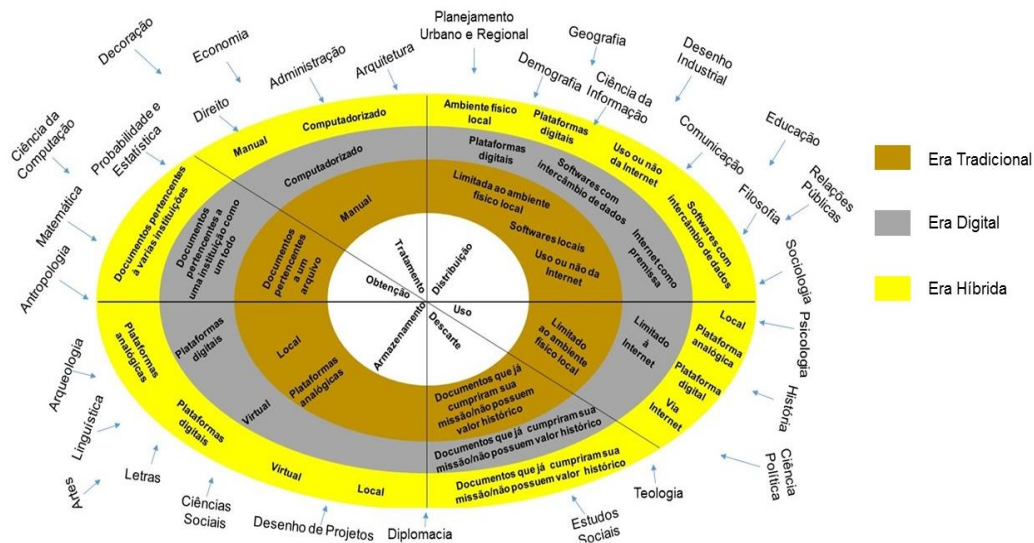 Decoração
Economia
Administração
Arquitetura
Planejamento
Urbano e Regional
Geografia
Demografia
Ciência da
Informação
Desenho
Industrial
Comunicação
Educação
Filosofia
Relações
Públicas
Sociologia
Psicologia
História
Ciência
Política
Teologia
Estudos
Sociais
Diplomacia
Desenho de Projetos
Ciências
Sociais
Letras
Artes
Linguística
Arqueologia
Antropologia
Matemática
Ciência da
computação
Probabilidade e
Estatística
Direito
Documentos pertencentes
à varias instituições
Manual
Computadorizado
Ambiente físico
local
Plataformas
digitais
Uso ou não
da Internet
Softwares com
intercâmbio de dados
Local
Plataforma
analógica
Plataforma
digital
Via
Internet
Documentos que já cumpriram sua
missão/não possuem valor histórico
Local
Virtual
Plataformas
digitais
Plataformas
analógicas
Documentos
pertencentes a
uma instituição como
um todo
Computadorizado
Plataformas
digitais
Softwares com
intercâmbio de dados
Internet como
premissa
Limitado
à
Internet
Documentos que já cumpriram sua
missão/não possuem valor histórico
Virtual
Plataformas
digitais
Documentos
pertencentes
a um
arquivo
Manual
Limitada ao ambiente
físico local
Softwares locais
Uso ou não da
Internet
Limitado
ao ambiente
físico local
Documentos que já
cumpriram sua
missão/não possuem
valor histórico
Plataformas
analógicas
Local
Obtenção
Tratamento
Distribuição
Uso
Descarte
Armazenamento
Era Tradicional
Era Digital
Era Híbrida